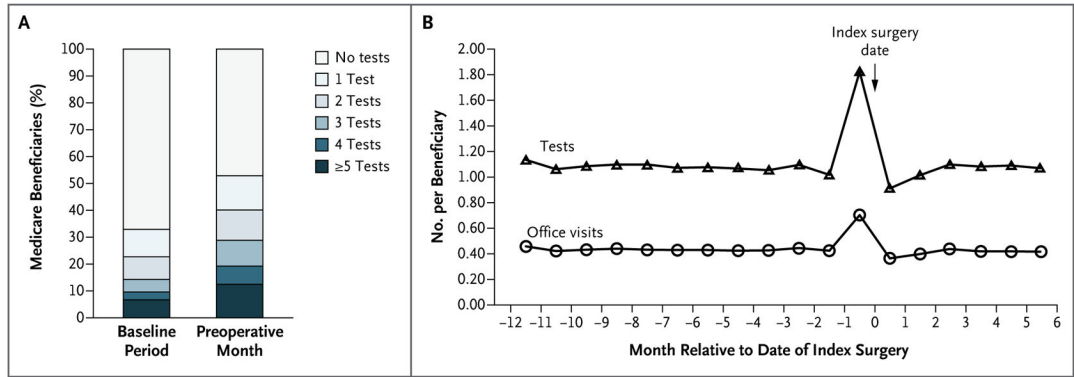 A
100
90
80
70
60
50
40
30
20
10
0
Medicare Beneficiaries (%)
Baseline
Period
Preoperative
Month
No tests
1 Test
2 Tests
3 Tests
4 Tests
≥5 Tests
B
Index surgery
date
2.00
1.80
1.60
1.40
1.20
1.00
0.80
0.60
0.40
0.20
0.00
No. per Beneficiary
Tests
Office visits
−12 −11 −10 −9 −8 −7 −6 −5 −4 −3 −2 −1 0 1 2 3 4 5 6
Month Relative to Date of Index Surgery